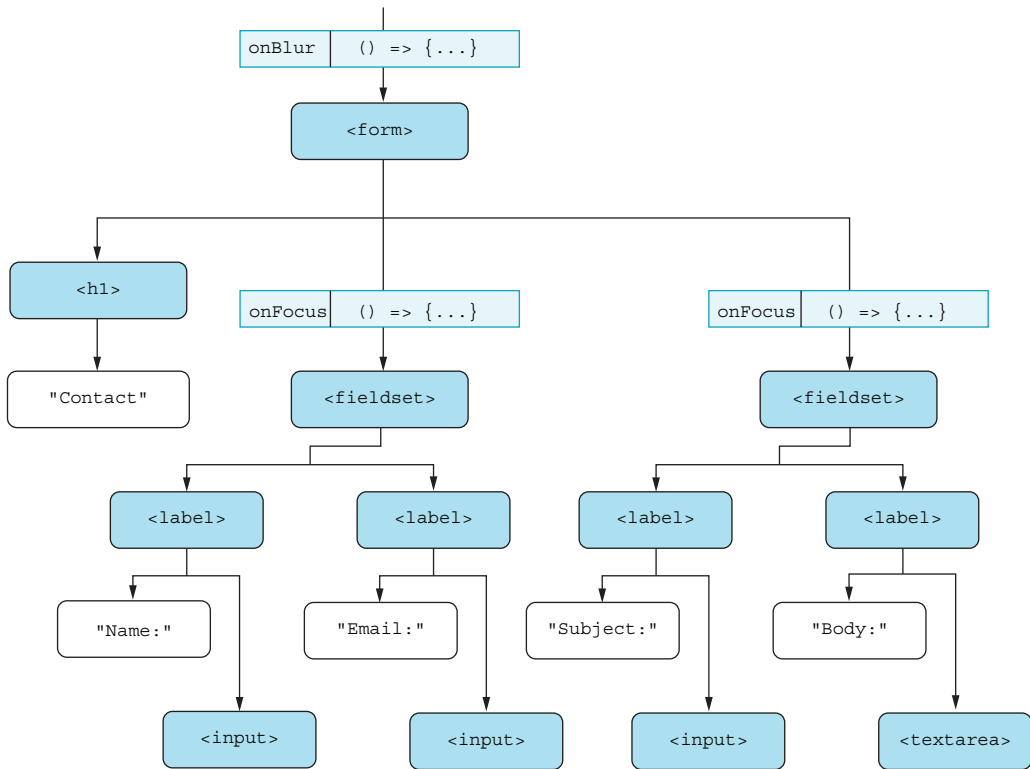 onBlur () => {...}
<form>
<h1>
onFocus () => {...}
onFocus () => {...}
"Contact"
<fieldset>
<fieldset>
<label>
<label>
<label>
<label>
"Name:"
"Email:"
"Subject:"
"Body:"
<input>
<input>
<input>
<textarea>